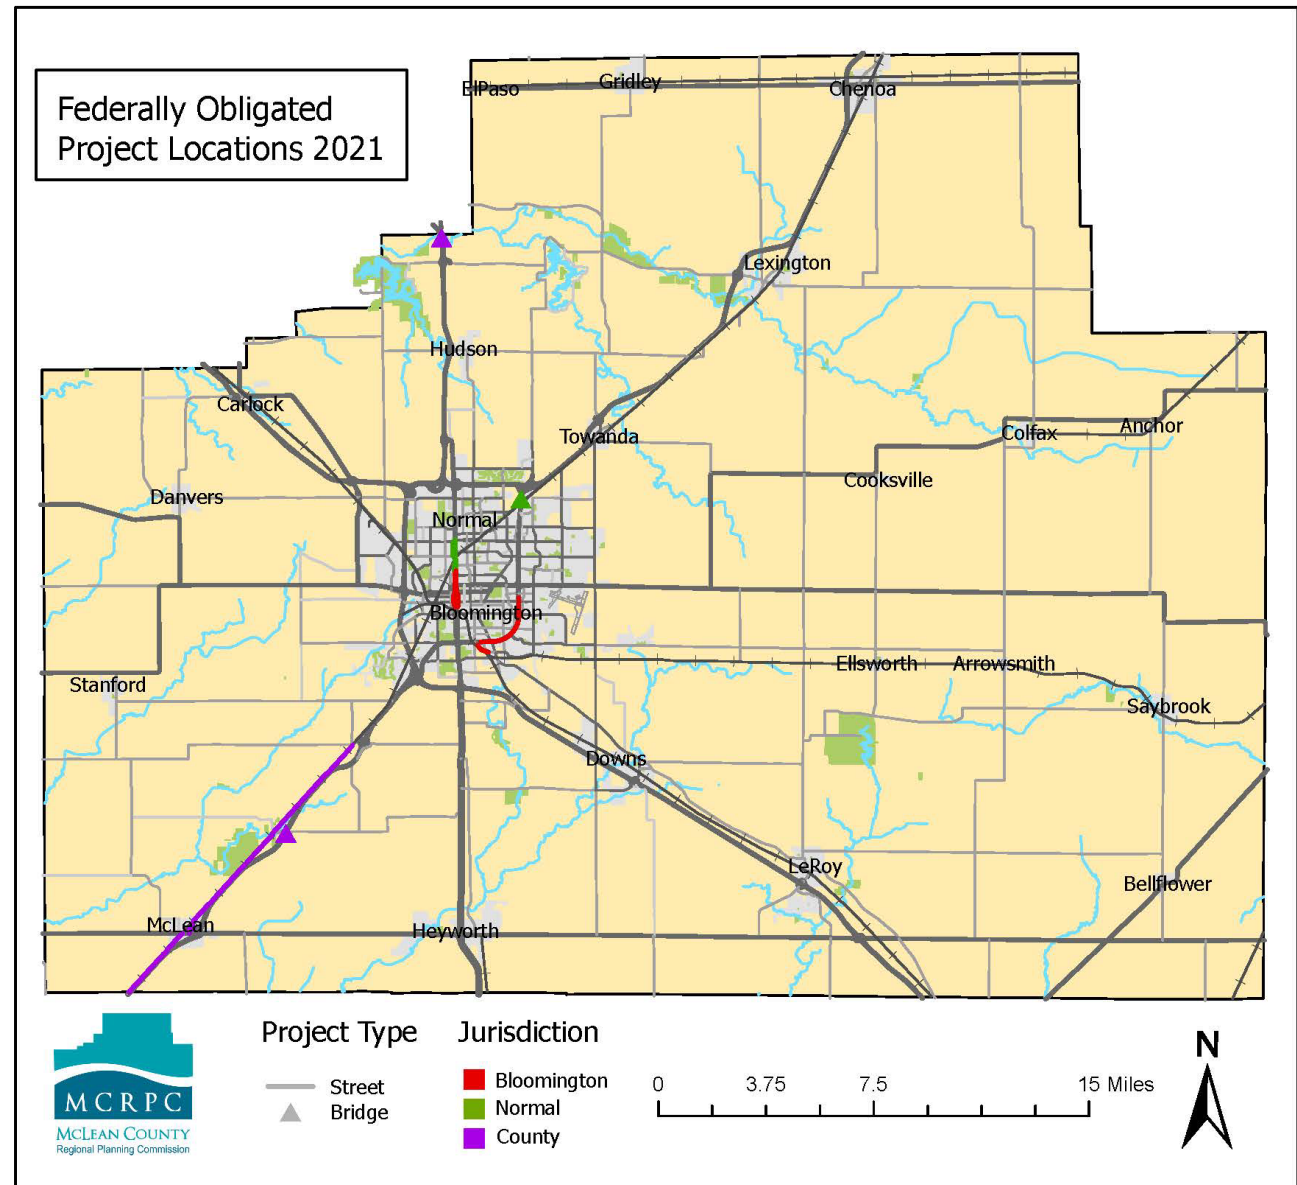 Federally Obligated
Project Locations 2021
ElPaso
Gridley
Chenoa
Lexington
Hudson
Carlock
Towanda
Anchor
Colfax
Cooksville
Danvers
Normal
Bloomington
Ellsworth
Arrowsmith
Stanford
Saybrook
Downs
LeRoy
Bellflower
McLean
Heyworth
MCRPC
MCLEAN COUNTY
Regional Planning Commission
Project Type
Street
Bridge
Jurisdiction
Bloomington
Normal
County
0 3.75 7.5 15 Miles
N